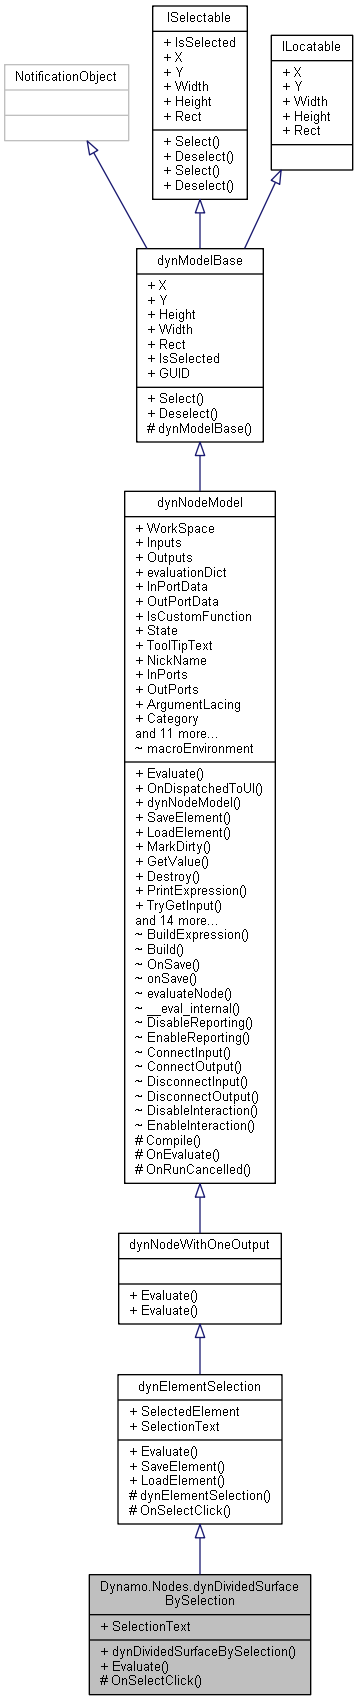 ISelectable
+ IsSelected
+ X
+ Y
+ Width
+ Height
+ Rect
+ Select()
+ Deselect()
+ Select()
+ Deselect()
ILocatable
+ X
+ Y
+ Width
+ Height
+ Rect
NotificationObject
dynModelBase
+ X
+ Y
+ Height
+ Width
+ Rect
+ IsSelected
+ GUID
+ Select()
+ Deselect()
# dynModelBase()
dynNodeModel
+ WorkSpace
+ Inputs
+ Outputs
+ evaluationDict
+ InPortData
+ OutPortData
+ IsCustomFunction
+ State
+ ToolTipText
+ NickName
+ InPorts
+ OutPorts
+ ArgumentLacing
+ Category
and 11 more...
~ macroEnvironment
+ Evaluate()
+ OnDispatchedToUI()
+ dynNodeModel()
+ SaveElement()
+ LoadElement()
+ MarkDirty()
+ GetValue()
+ Destroy()
+ PrintExpression()
+ TryGetInput()
and 14 more...
~ BuildExpression()
~ Build()
~ OnSave()
~ onSave()
~ evaluateNode()
~ __eval_internal()
~ DisableReporting()
~ EnableReporting()
~ ConnectInput()
~ ConnectOutput()
~ DisconnectInput()
~ DisconnectOutput()
~ DisableInteraction()
~ EnableInteraction()
# Compile()
# OnEvaluate()
# OnRunCancelled()
dynNodeWithOneOutput
+ Evaluate()
+ Evaluate()
dynElementSelection
+ SelectedElement
+ SelectionText
+ Evaluate()
+ SaveElement()
+ LoadElement()
# dynElementSelection()
# OnSelectClick()
Dynamo.Nodes.dynDividedSurface
BySelection
+ SelectionText
+ dynDividedSurfaceBySelection()
+ Evaluate()
# OnSelectClick()